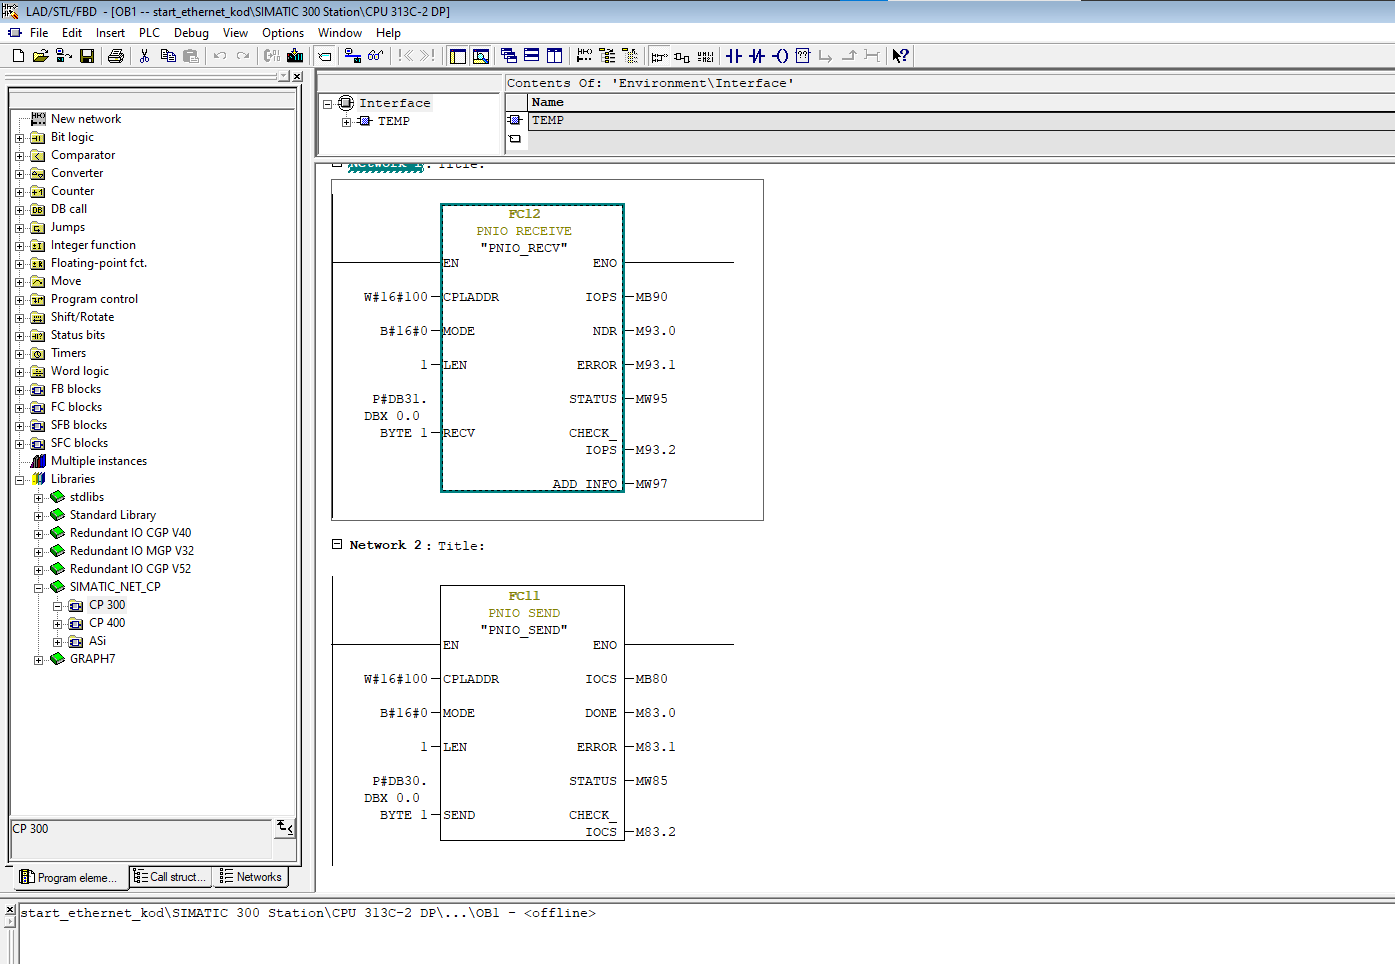 LAD/STL/FBD - [OB1 -- start_ethernet_kod\SIMATIC 300 Station\CPU 313C-2 DP]
File Edit Insert PLC Debug View Options Window Help
New network
Bit logic
Comparator
Converter
Counter
DB call
Jumps
Integer function
Floating-point fct.
Move
Program control
Shift/Rotate
Status bits
Timers
Word logic
FB blocks
FC blocks
SFB blocks
SFC blocks
Multiple instances
Libraries
stdlibs
Standard Library
Redundant IO CGP V40
Redundant IO MGP V32
Redundant IO CGP V52
SIMATIC_NET_CP
CP 300
CP 400
ASi
GRAPH7
CP 300
Program eleme...
Call struct...
Networks
Interface
TEMP
Contents Of: 'Environment\Interface'
Name
TEMP
Network 1: Title:
FC12
PNIO RECEIVE
"PNIO_RECV"
EN ENO
W#16#100 CPLADDR IOPS MB90
B#16#0 MODE NDR M93.0
1 LEN ERROR M93.1
P#DB31. STATUS MW95
DBX 0.0
BYTE 1 RECV CHECK_
IOPS M93.2
ADD_INFO MW97
Network 2: Title:
FC11
PNIO SEND
"PNIO_SEND"
EN ENO
W#16#100 CPLADDR IOCS MB80
B#16#0 MODE DONE M83.0
1 LEN ERROR M83.1
P#DB30. STATUS MW85
DBX 0.0
BYTE 1 SEND CHECK_
IOCS M83.2
start_ethernet_kod\SIMATIC 300 Station\CPU 313C-2 DP\...\OB1 - <offline>